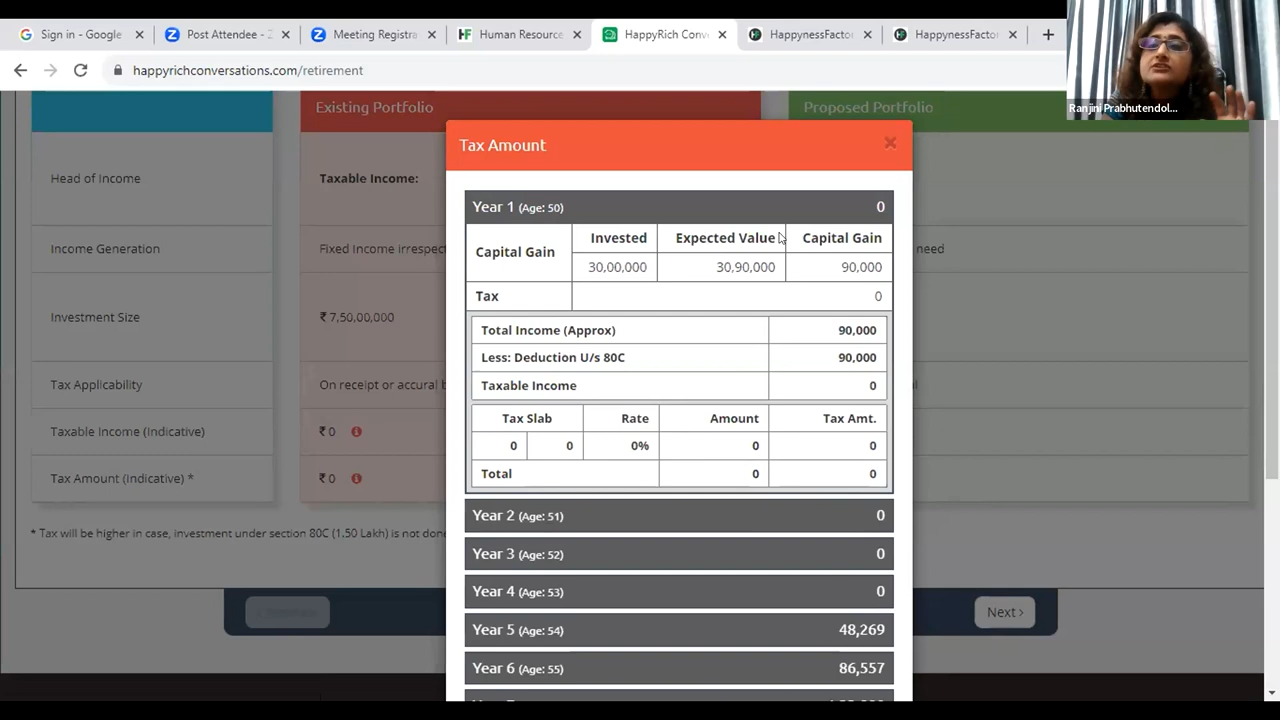 Sign in - Google
Post Attendee - Z
Meeting Registra
Human Resource
HappyRich Conv
HappynessFactor
HappynessFactor
happyrichconversations.com/retirement
Ranjini Prabhutendol...
Existing Portfolio
Proposed Portfolio
Tax Amount
Head of Income
Taxable Income:
Income Generation
Fixed Income irrespect
need
Investment Size
₹ 7,50,00,000
Tax Applicability
On receipt or accural b
Taxable Income (Indicative)
₹ 0
Tax Amount (Indicative) *
₹ 0
* Tax will be higher in case, investment under section 80C (1.50 Lakh) is not done
Year 1 (Age: 50) 0
Capital Gain
Invested Expected Value Capital Gain
30,00,000 30,90,000 90,000
Tax 0
Total Income (Approx) 90,000
Less: Deduction U/s 80C 90,000
Taxable Income 0
Tax Slab Rate Amount Tax Amt.
0 0 0% 0 0
Total 0 0
Year 2 (Age: 51) 0
Year 3 (Age: 52) 0
Year 4 (Age: 53) 0
Year 5 (Age: 54) 48,269
Year 6 (Age: 55) 86,557
Next >